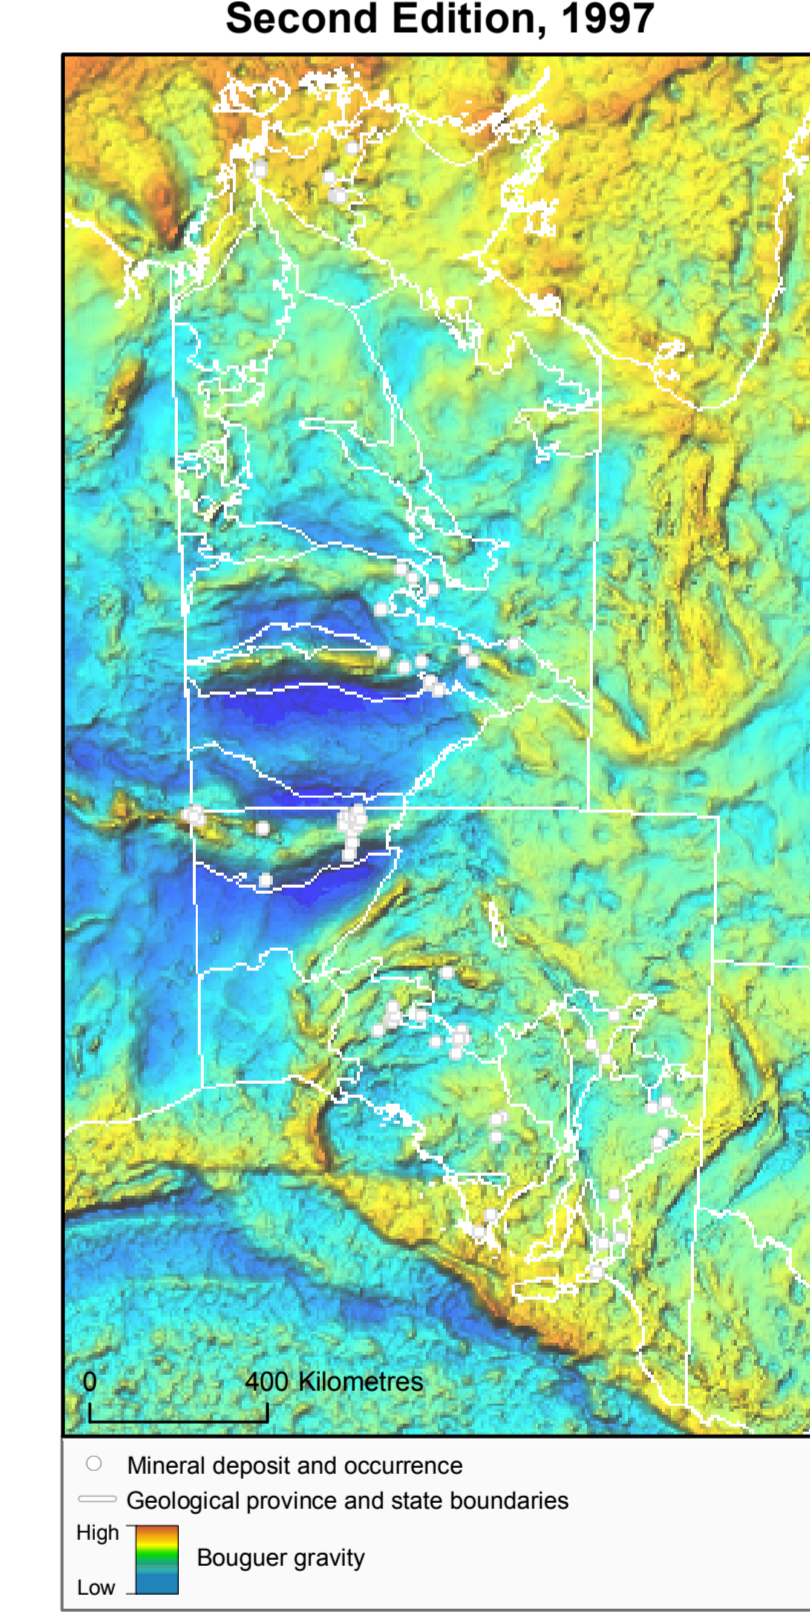 Second Edition, 1997
0 400 Kilometres
Mineral deposit and occurrence
Geological province and state boundaries
High
Bouguer gravity
Low